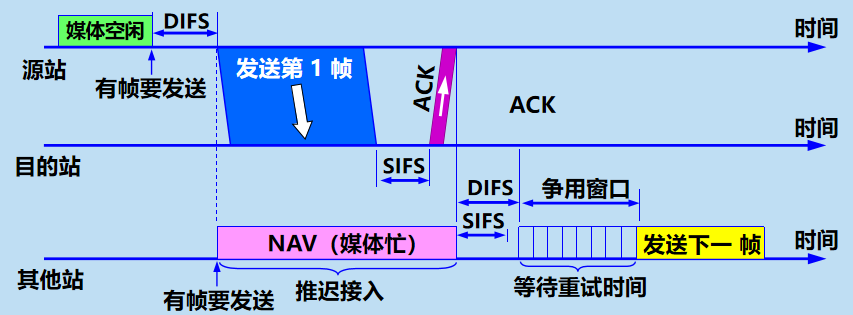 媒体空闲
DIFS
时间
源站
有帧要发送
发送第 1 帧
ACK
ACK
时间
目的站
SIFS
DIFS
争用窗口
SIFS
NAV（媒体忙）
发送下一 帧
时间
其他站
有帧要发送
推迟接入
等待重试时间